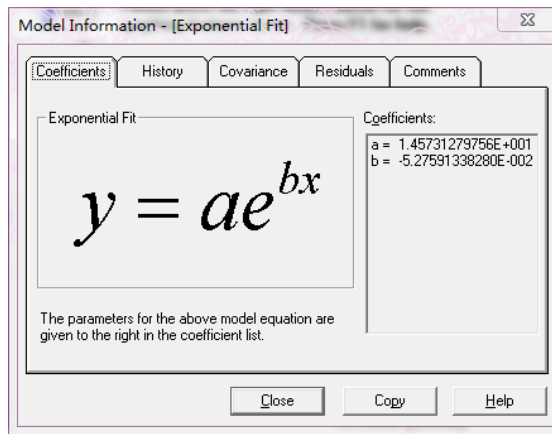 Model Information - [Exponential Fit]
Coefficients History Covariance Residuals Comments
Exponential Fit
y = ae^{bx}
Coefficients:
a = 1.45731279756E+001
b = -5.27591338280E-002
The parameters for the above model equation are
given to the right in the coefficient list.
Close Copy Help